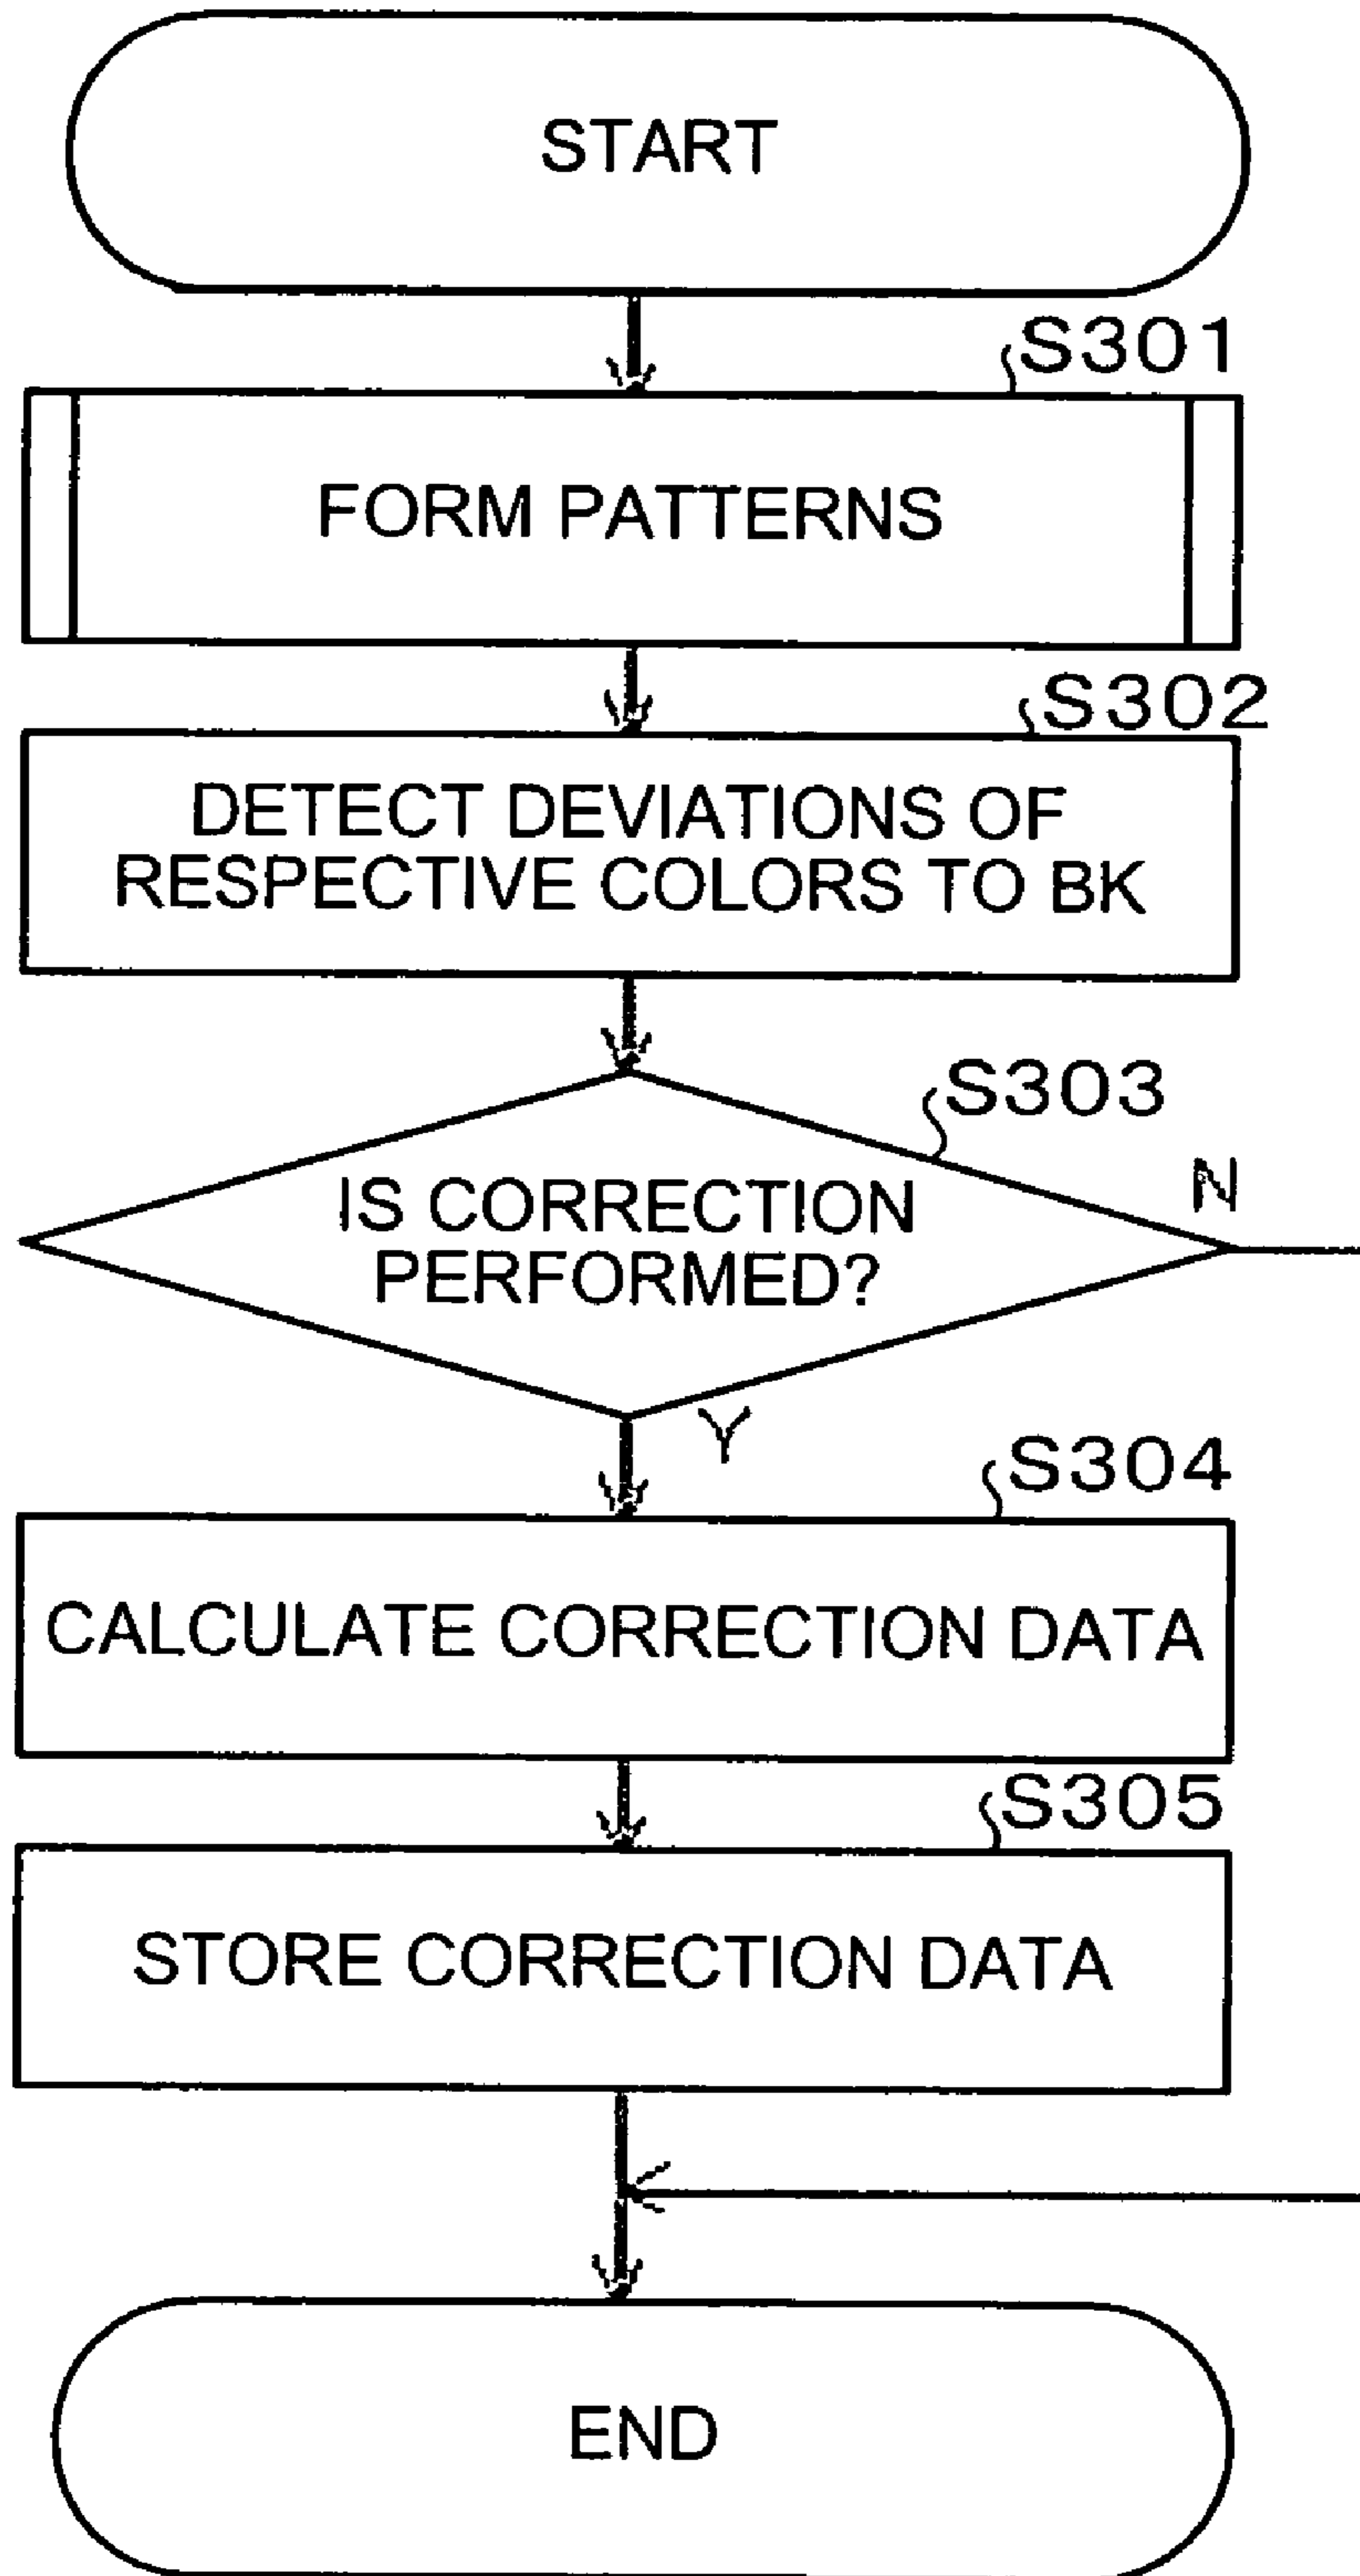 START
S301
FORM PATTERNS
S302
DETECT DEVIATIONS OF
RESPECTIVE COLORS TO BK
S303
N
IS CORRECTION
PERFORMED?
Y
S304
CALCULATE CORRECTION DATA
S305
STORE CORRECTION DATA
END